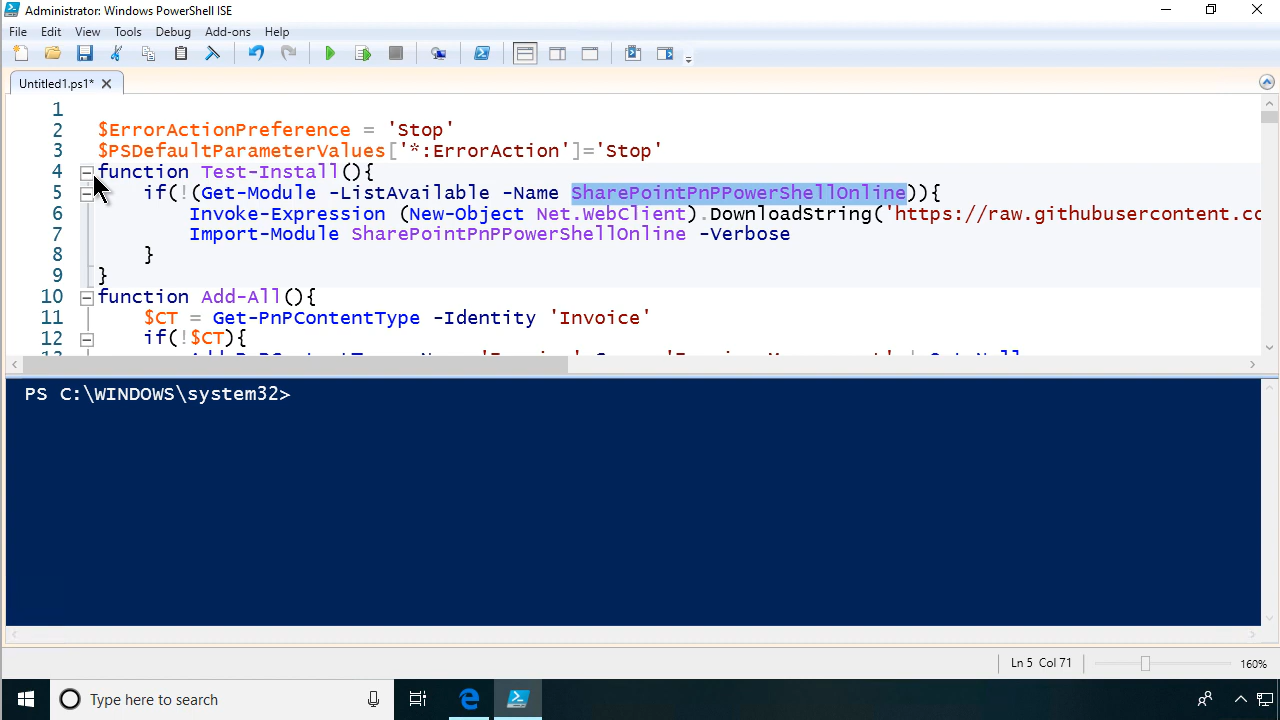 Administrator: Windows PowerShell ISE
File Edit View Tools Debug Add-ons Help
Untitled1.ps1*
1
2 $ErrorActionPreference = 'Stop'
3 $PSDefaultParameterValues['*:ErrorAction']='Stop'
4 function Test-Install(){
5 if(!(Get-Module -ListAvailable -Name SharePointPnPPowerShellOnline)){
6 Invoke-Expression (New-Object Net.WebClient).DownloadString('https://raw.githubusercontent.co
7 Import-Module SharePointPnPPowerShellOnline -Verbose
8 }
9 }
10 function Add-All(){
11 $CT = Get-PnPContentType -Identity 'Invoice'
12 if(!$CT){
PS C:\WINDOWS\system32>
Ln 5 Col 71 160%
Type here to search